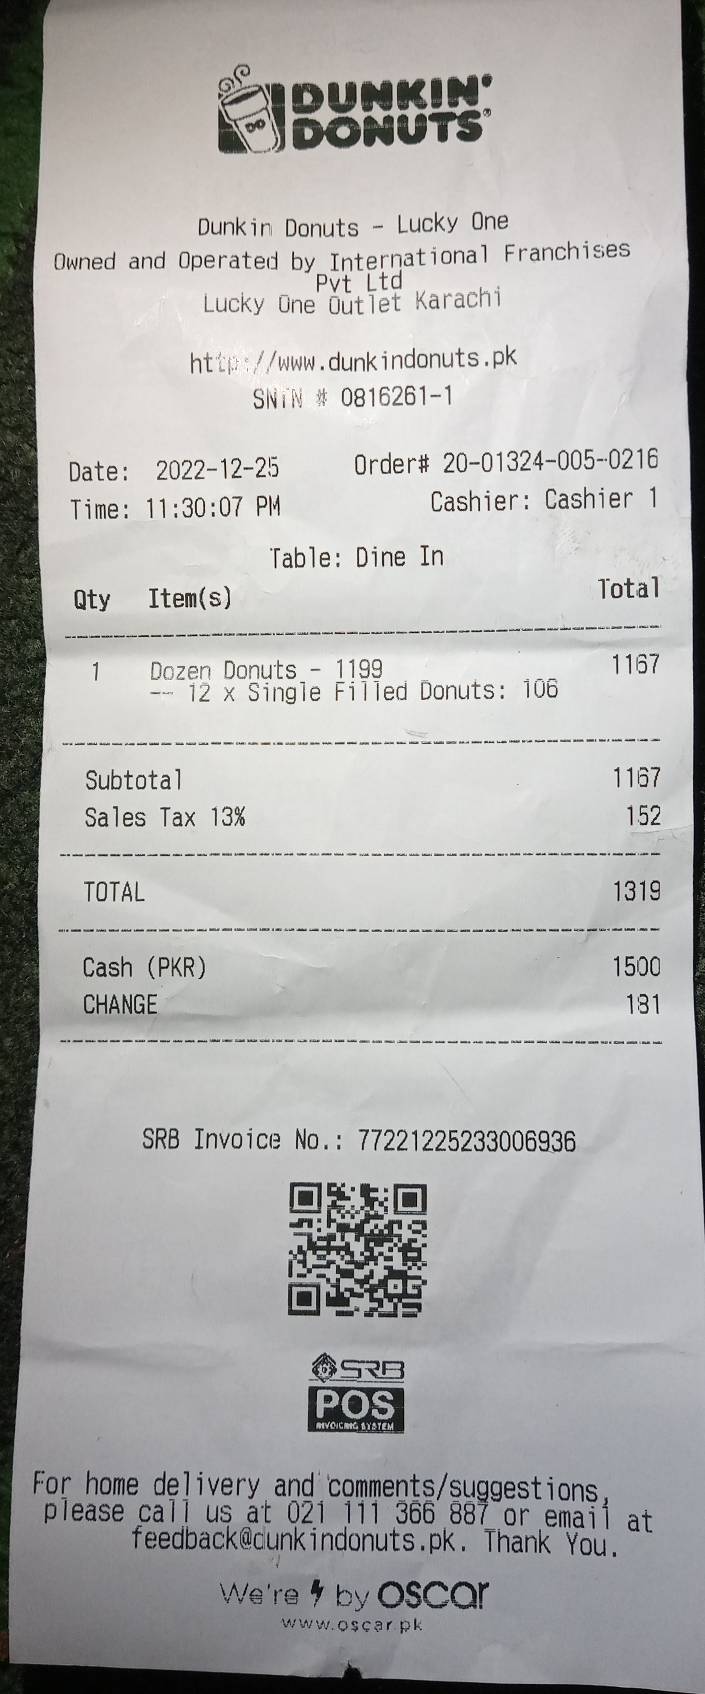 DUNKIN'
DONUTS®
Dunkin Donuts - Lucky One
Owned and Operated by International Franchises
Pvt Ltd
Lucky One Outlet Karachi
http://www.dunkindonuts.pk
SNTN # 0816261-1
Date: 2022-12-25 Order# 20-01324-005-0216
Time: 11:30:07 PM Cashier: Cashier 1
Table: Dine In
Qty Item(s) Total
1 Dozen Donuts - 1199 1167
-- 12 x Single Filled Donuts: 106
Subtotal 1167
Sales Tax 13% 152
TOTAL 1319
Cash (PKR) 1500
CHANGE 181
SRB Invoice No.: 77221225233006936
SRB
POS
INVOICING SYSTEM
For home delivery and comments/suggestions,
please call us at 021 111 366 887 or email at
feedback@dunkindonuts.pk. Thank You.
We're by oscar
www.oscar.pk